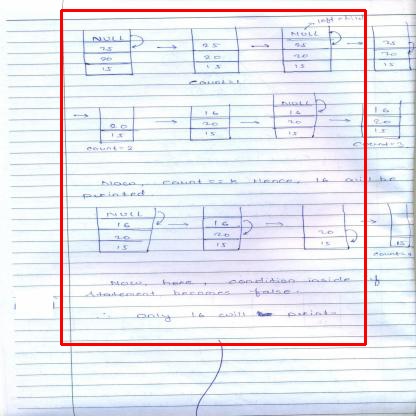 left child
NULL 25 20 15 → 25 20 15 → NULL 25 20 15 → 25 20 15
count=1
→ 20 15 → 16 20 15 → NULL 16 20 15 → 16 20 15
count=2 count=3
Now, count == k Hence, 16 will be
printed.
NULL 16 20 15 → 16 20 15 → 20 15 → 15
count=4
Now, here, condition inside if
statement becomes false.
∴ only 16 will print.